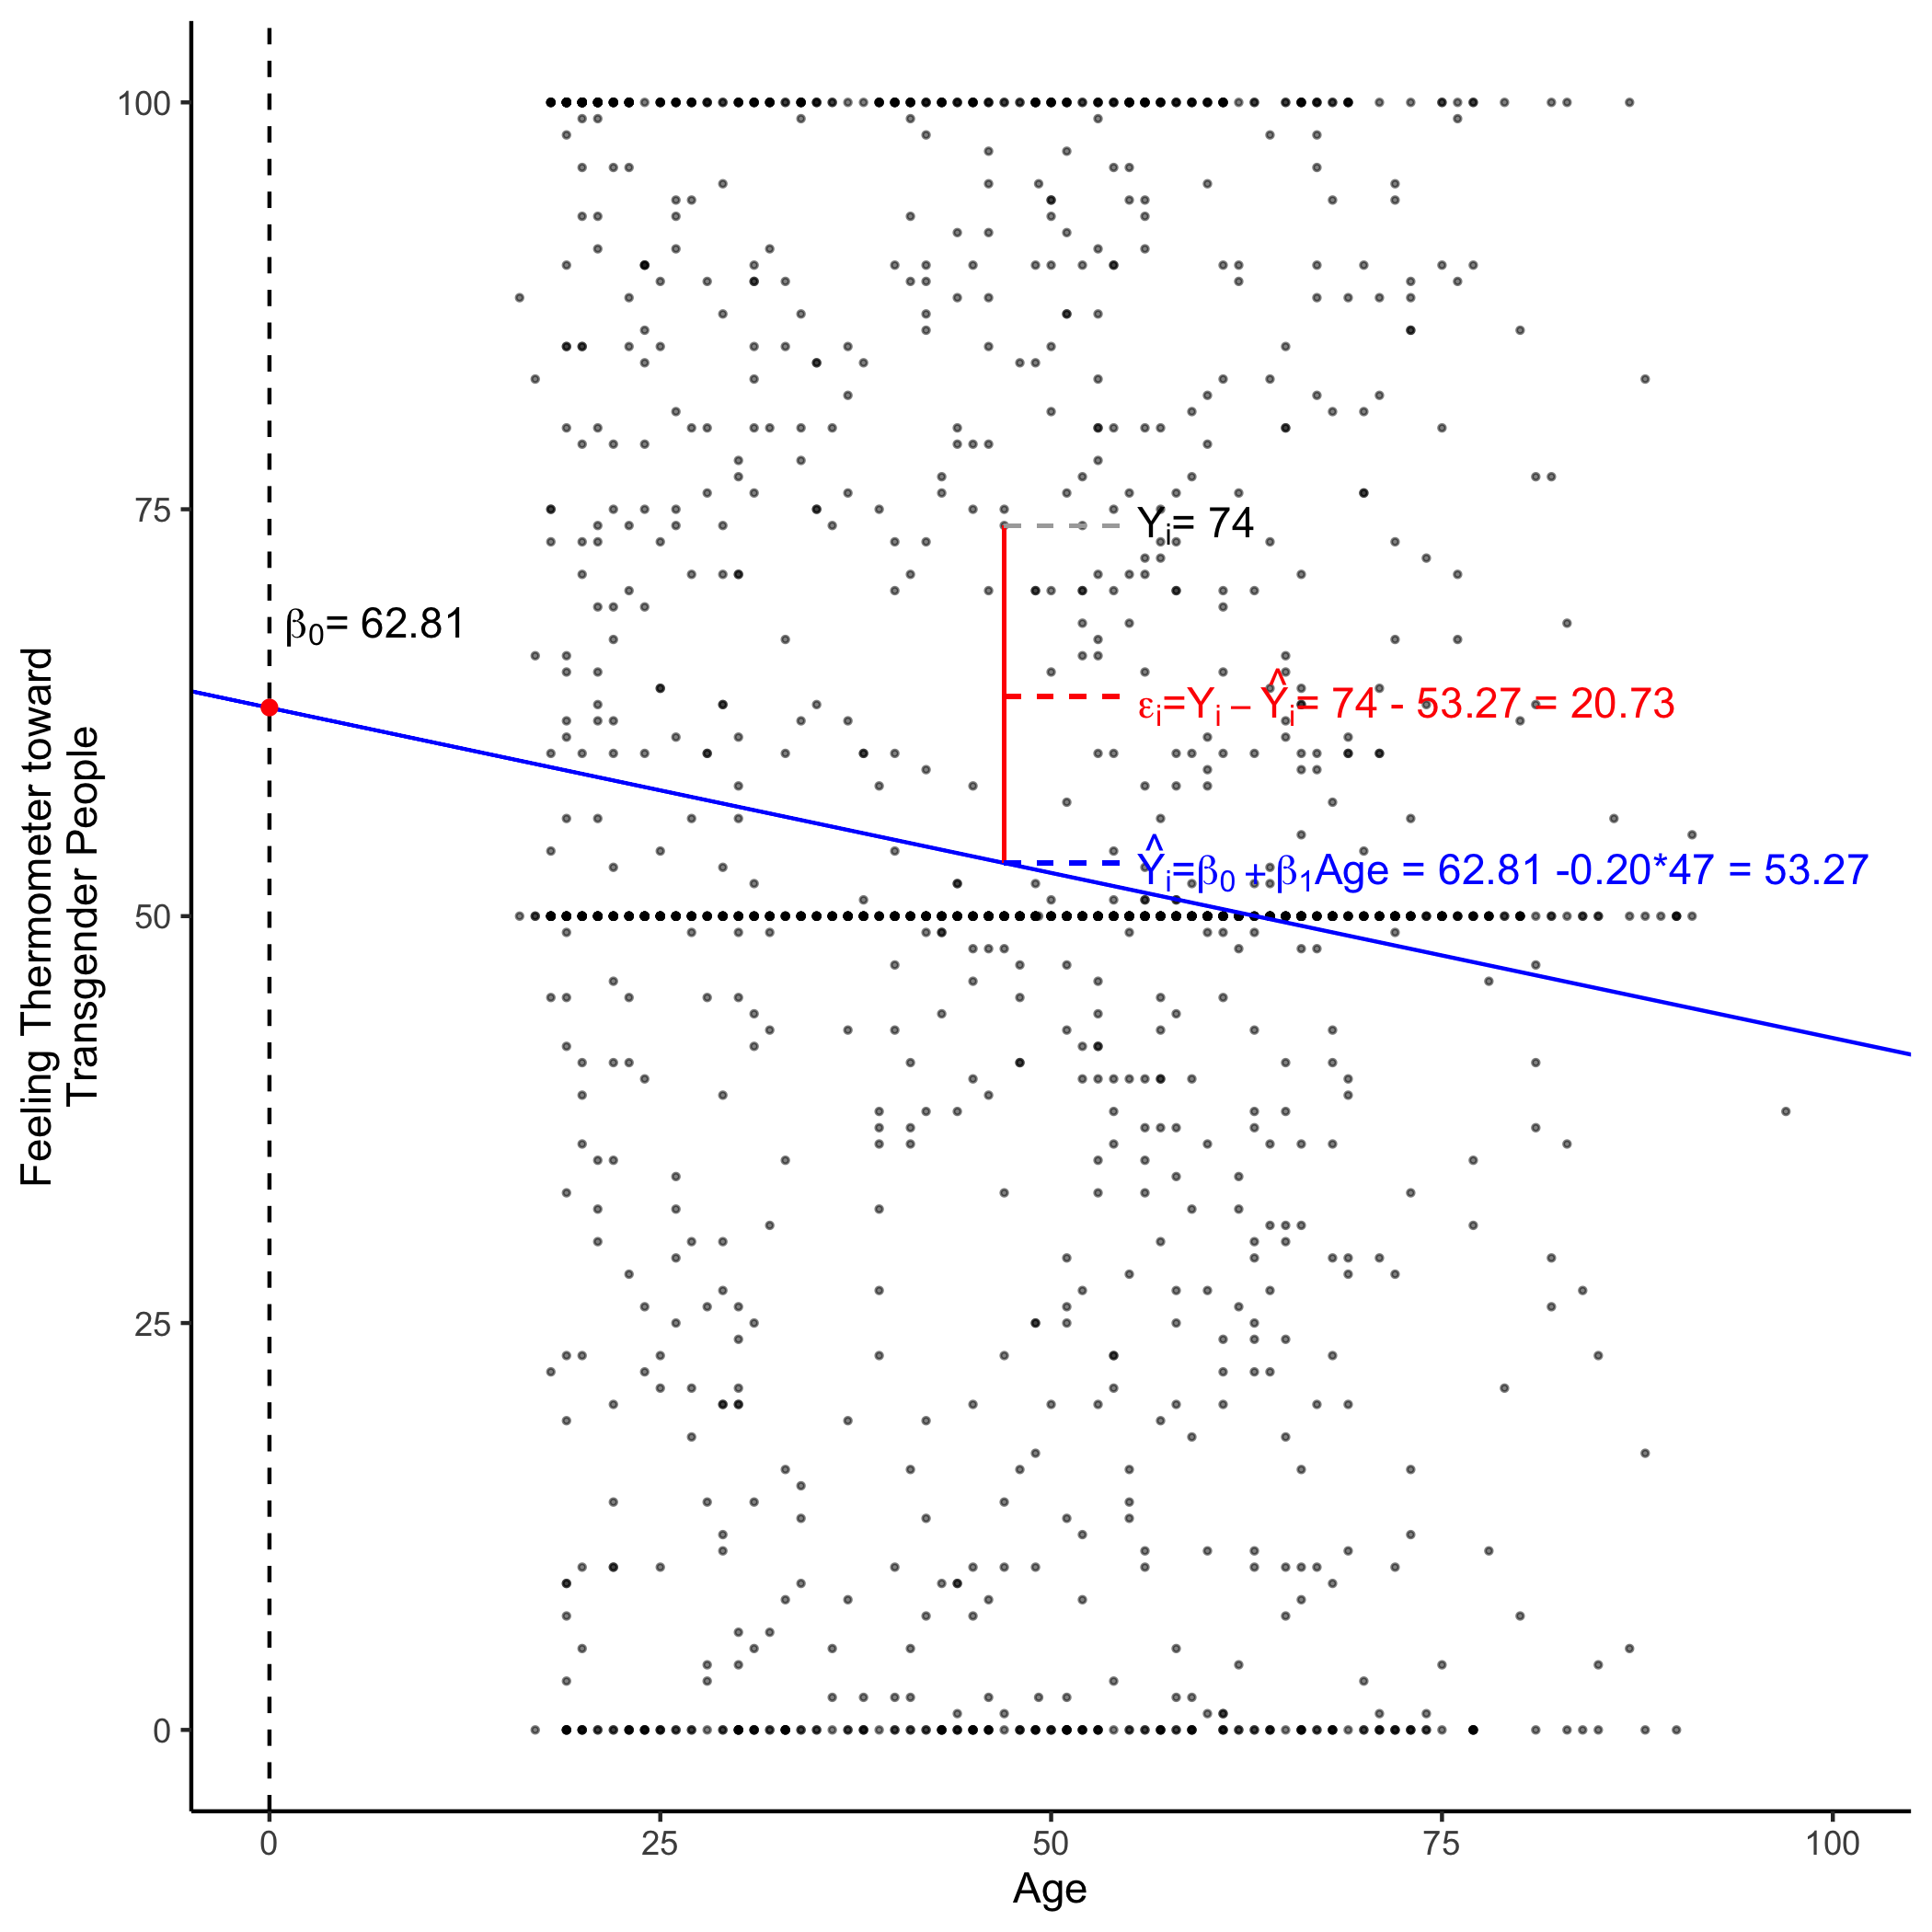 Feeling Thermometer toward
Transgender People
100
75
50
25
0
β₀= 62.81
Yᵢ= 74
εᵢ=Yᵢ – Ŷᵢ= 74 - 53.27 = 20.73
Ŷᵢ=β₀ + β₁Age = 62.81 -0.20*47 = 53.27
0
25
50
75
100
Age